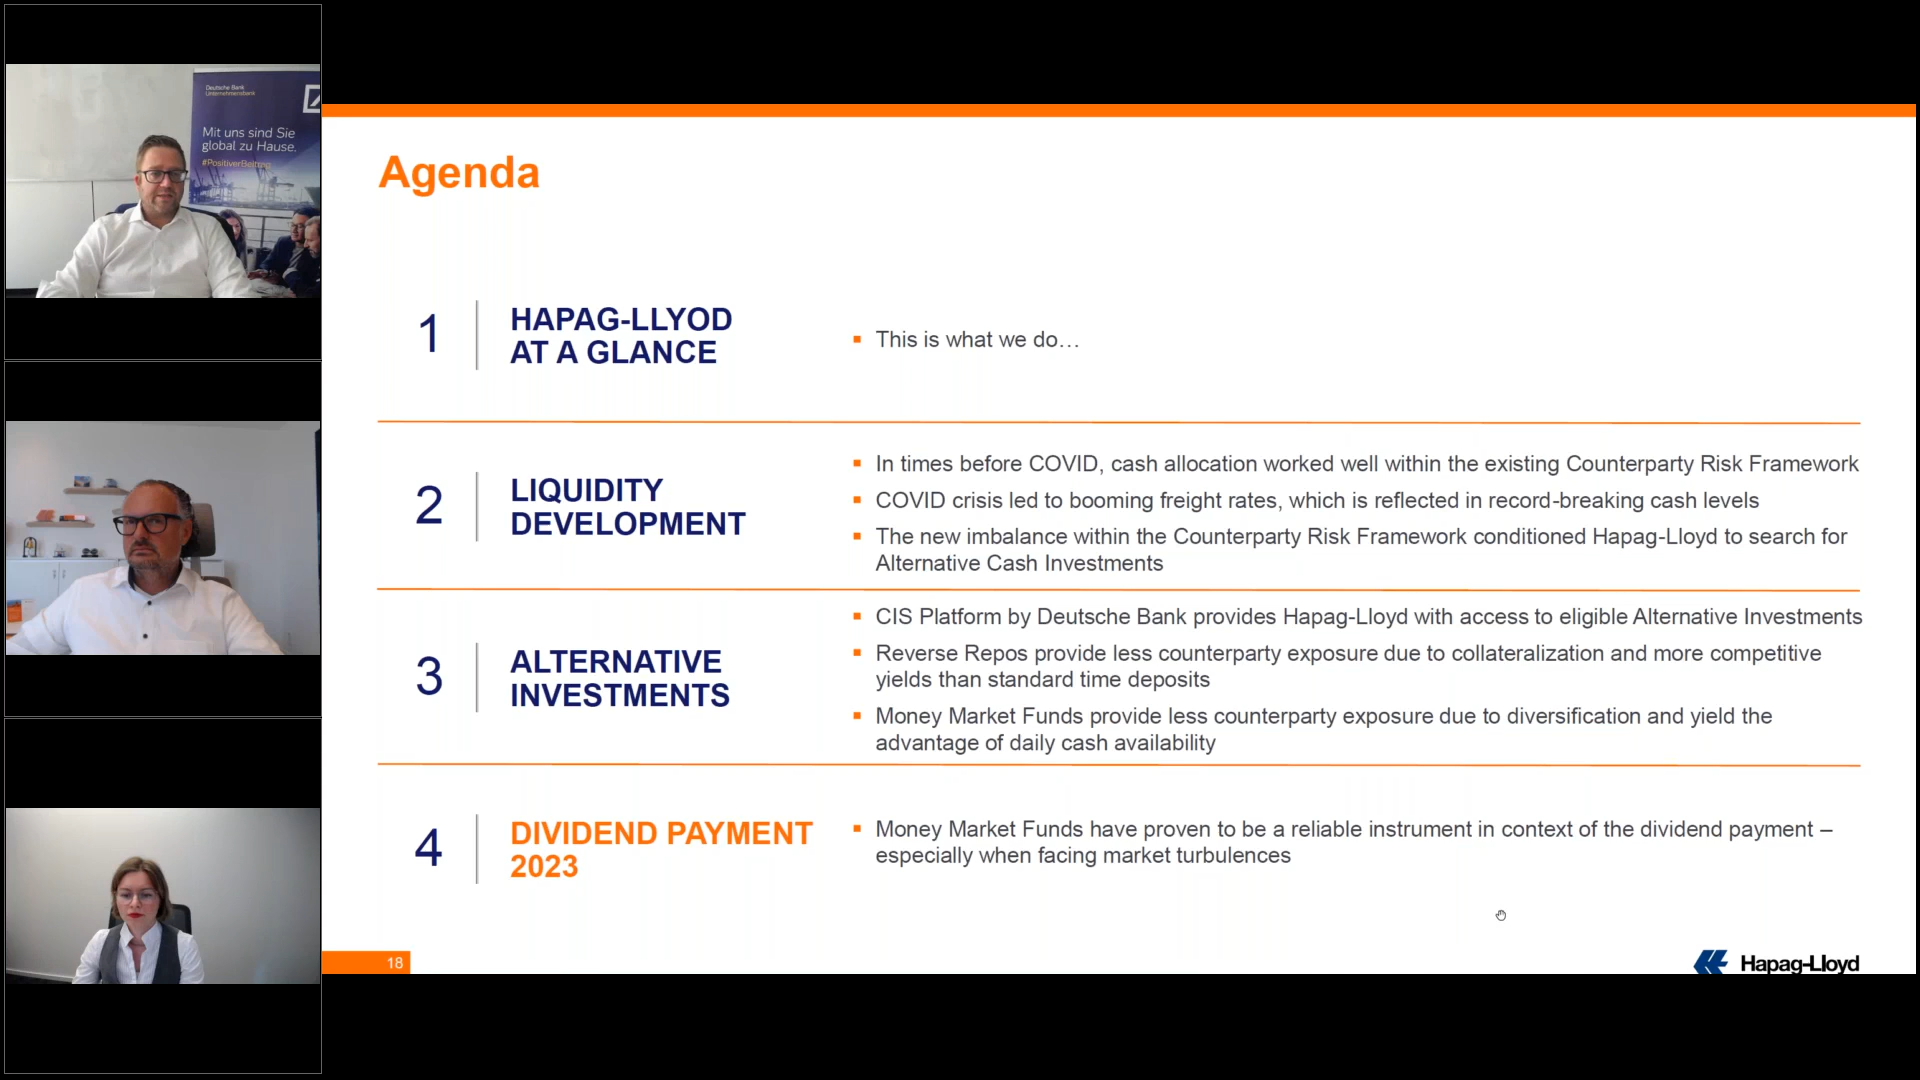 Deutsche Bank
Unternehmensbank
Mit uns sind Sie
global zu Hause.
#PositiverBeitrag
Agenda
1
HAPAG-LLYOD
AT A GLANCE
▪ This is what we do…
2
LIQUIDITY
DEVELOPMENT
▪ In times before COVID, cash allocation worked well within the existing Counterparty Risk Framework
▪ COVID crisis led to booming freight rates, which is reflected in record-breaking cash levels
▪ The new imbalance within the Counterparty Risk Framework conditioned Hapag-Lloyd to search for
Alternative Cash Investments
3
ALTERNATIVE
INVESTMENTS
▪ CIS Platform by Deutsche Bank provides Hapag-Lloyd with access to eligible Alternative Investments
▪ Reverse Repos provide less counterparty exposure due to collateralization and more competitive
yields than standard time deposits
▪ Money Market Funds provide less counterparty exposure due to diversification and yield the
advantage of daily cash availability
4
DIVIDEND PAYMENT
2023
▪ Money Market Funds have proven to be a reliable instrument in context of the dividend payment –
especially when facing market turbulences
18
Hapag-Lloyd